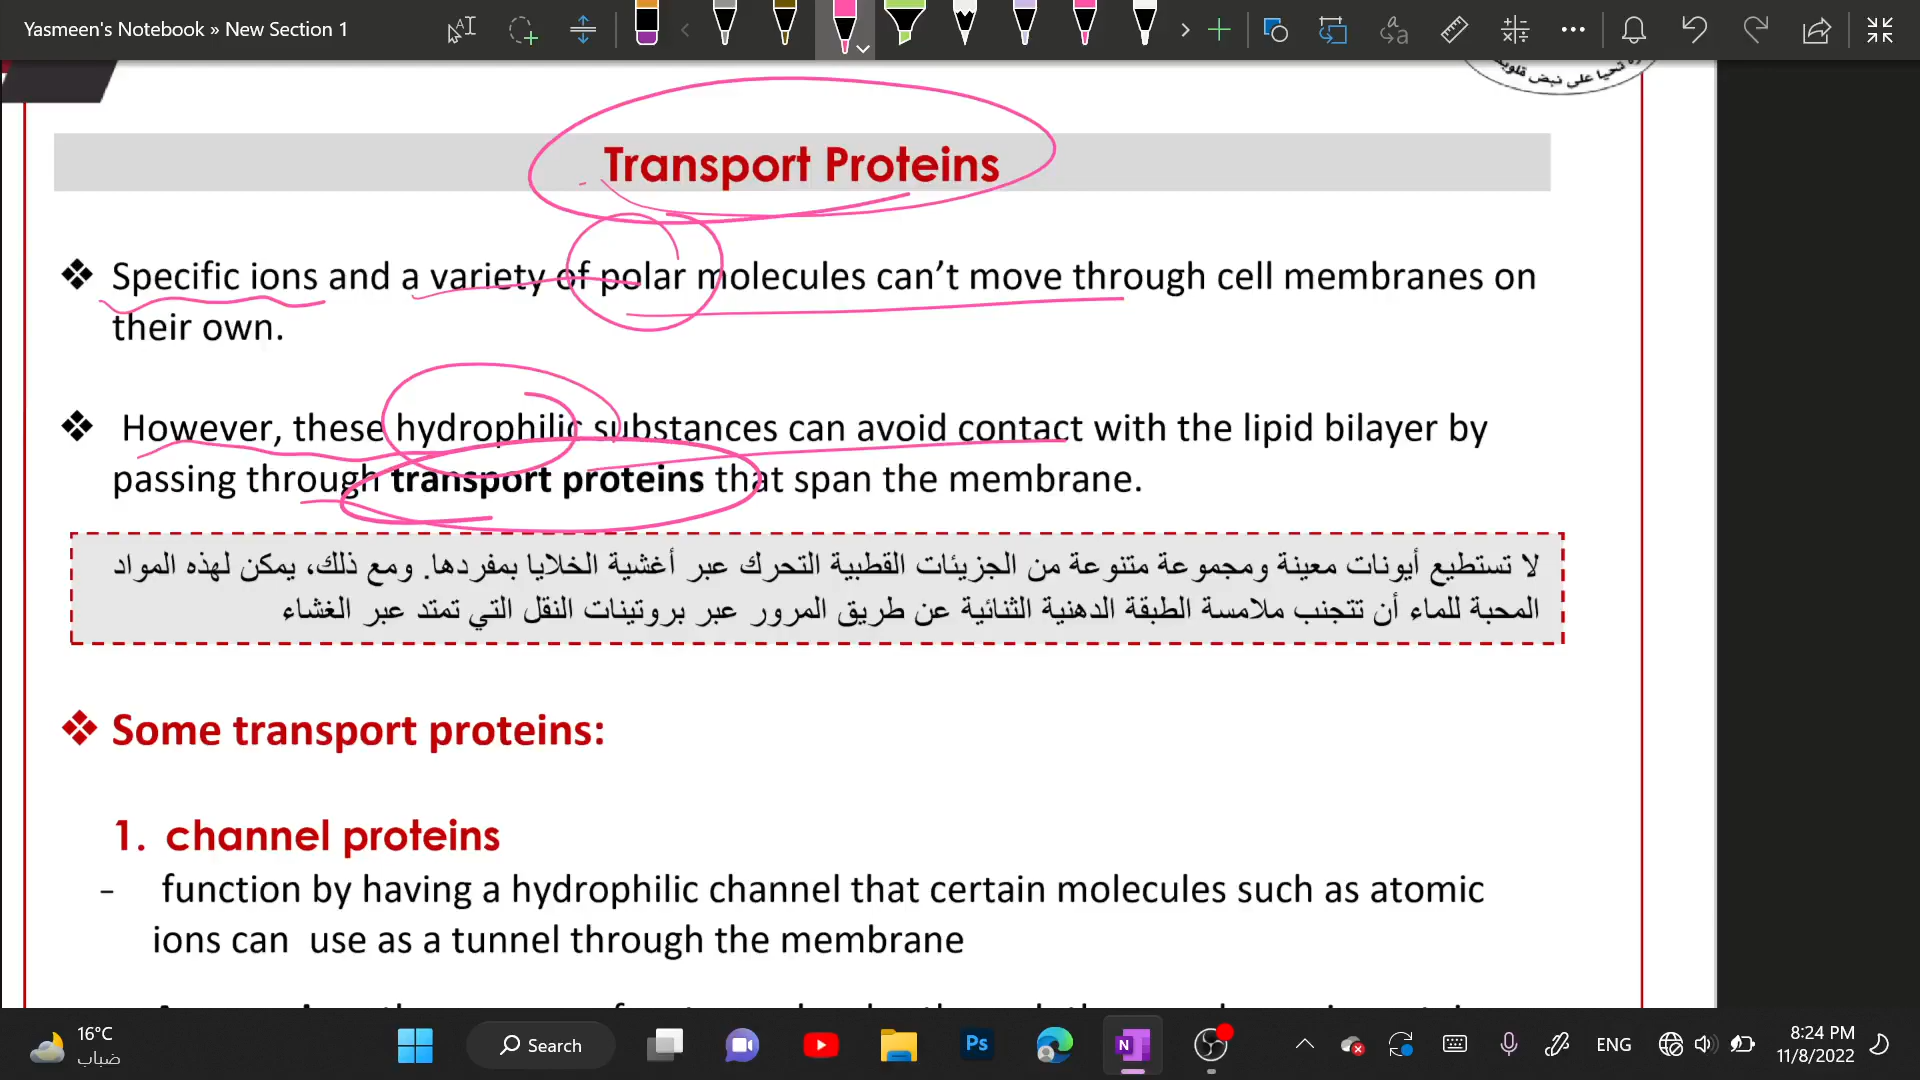 Yasmeen's Notebook » New Section 1
تحيا على نبض قلوبنا
Transport Proteins
❖ Specific ions and a variety of polar molecules can’t move through cell membranes on
their own.
❖ However, these hydrophilic substances can avoid contact with the lipid bilayer by
passing through transport proteins that span the membrane.
لا تستطيع أيونات معينة ومجموعة متنوعة من الجزيئات القطبية التحرك عبر أغشية الخلايا بمفردها. ومع ذلك، يمكن لهذه المواد
المحبة للماء أن تتجنب ملامسة الطبقة الدهنية الثنائية عن طريق المرور عبر بروتينات النقل التي تمتد عبر الغشاء
❖ Some transport proteins:
1. channel proteins
- function by having a hydrophilic channel that certain molecules such as atomic
ions can use as a tunnel through the membrane
16°C
ضباب
Search
Ps
N
ENG
8:24 PM
11/8/2022